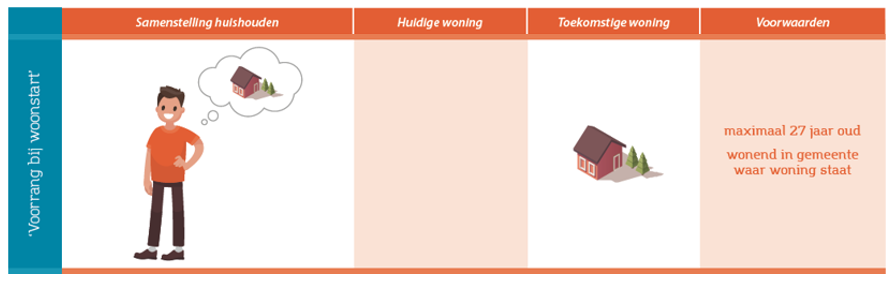 Samenstelling huishouden
Huidige woning
Toekomstige woning
Voorwaarden
'Voorrang bij woonstart'
maximaal 27 jaar oud
wonend in gemeente
waar woning staat